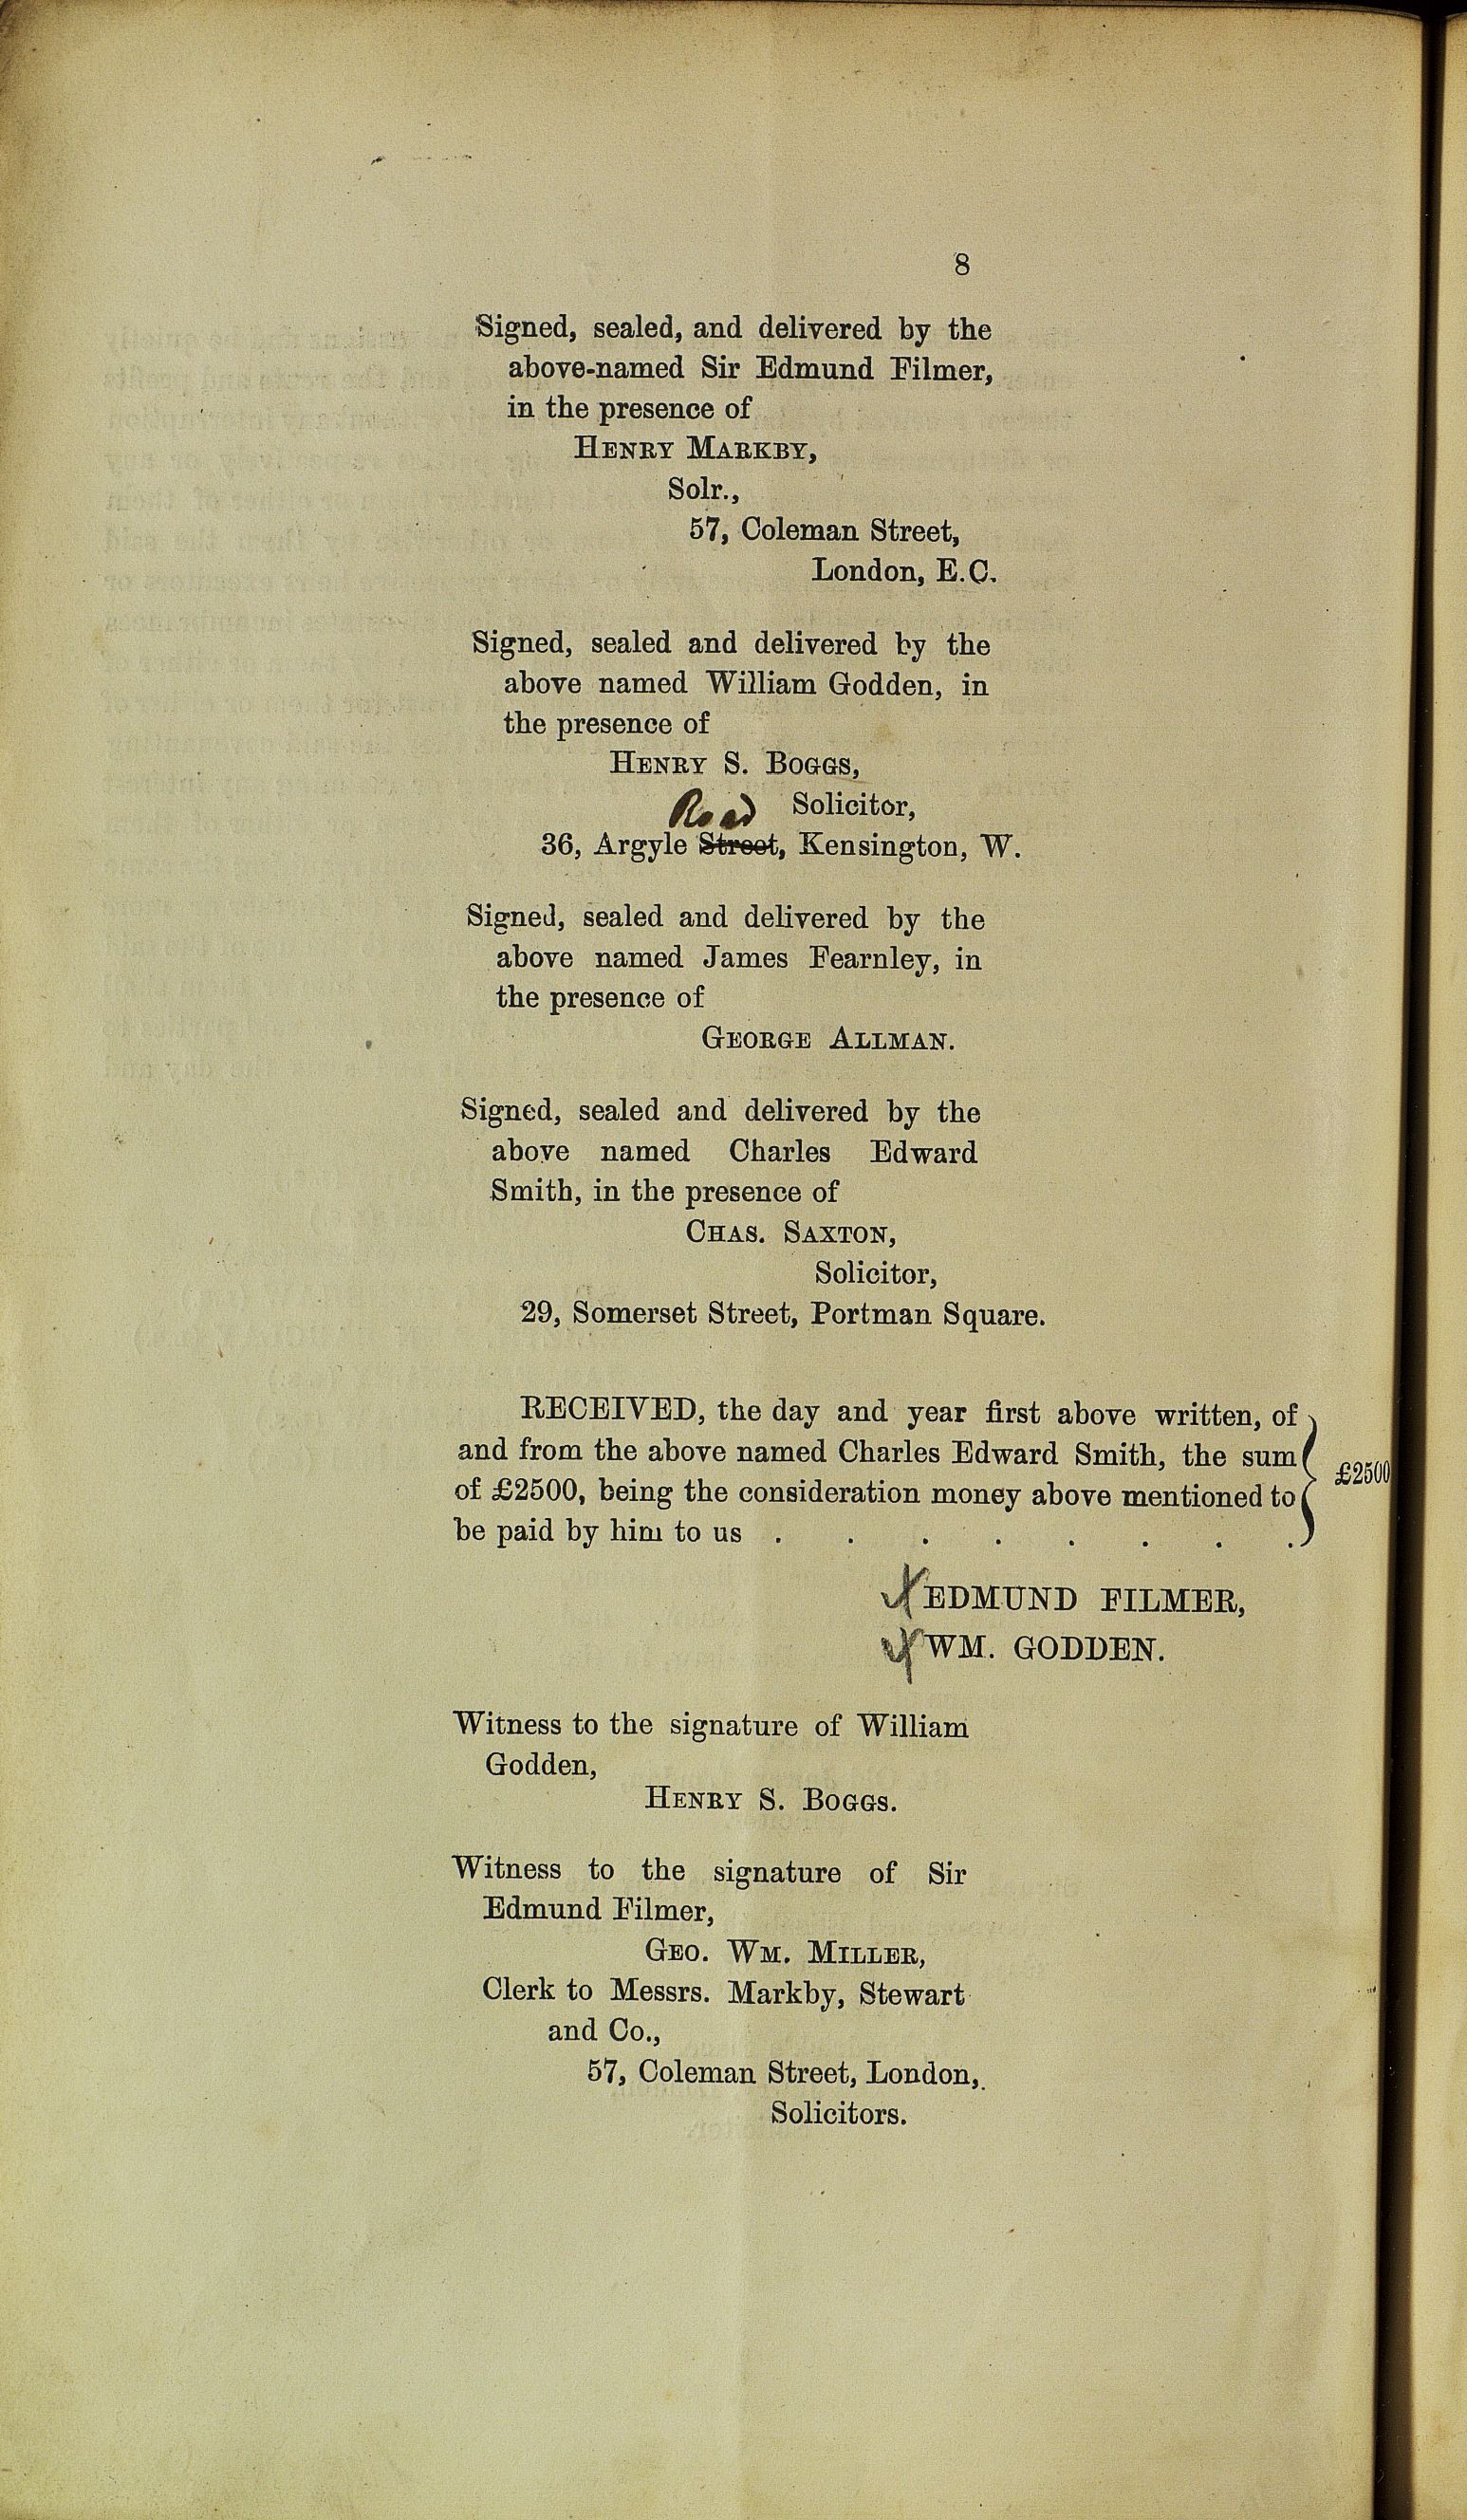 8
Signed, sealed, and delivered by the
above-named Sir Edmund Filmer,
in the presence of
HENRY MARKBY,
Solr.,
57, Coleman Street,
London, E.C.
Signed, sealed and delivered by the
above named William Godden, in
the presence of
HENRY S. BOGGS,
Road Solicitor,
36, Argyle Street, Kensington, W.
Signed, sealed and delivered by the
above named James Fearnley, in
the presence of
GEORGE ALLMAN.
Signed, sealed and delivered by the
above named Charles Edward
Smith, in the presence of
CHAS. SAXTON,
Solicitor,
29, Somerset Street, Portman Square.
RECEIVED, the day and year first above written, of
and from the above named Charles Edward Smith, the sum
£2500
of £2500, being the consideration money above mentioned to
be paid by him to us . . . . . . . .
EDMUND FILMER,
WM. GODDEN.
Witness to the signature of William
Godden,
HENRY S. BOGGS.
Witness to the signature of Sir
Edmund Filmer,
GEO. WM. MILLER,
Clerk to Messrs. Markby, Stewart
and Co.,
57, Coleman Street, London,
Solicitors.